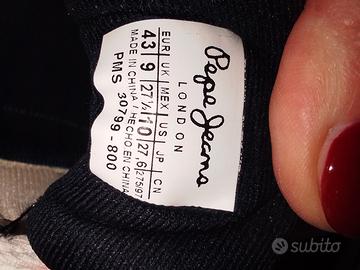 Pepe Jeans
LONDON
EUR UK MEX US JP CN
43 9 27½ 10 27,6 275/97
MADE IN CHINA / HECHO EN CHINA
PMS 30799-800
subito